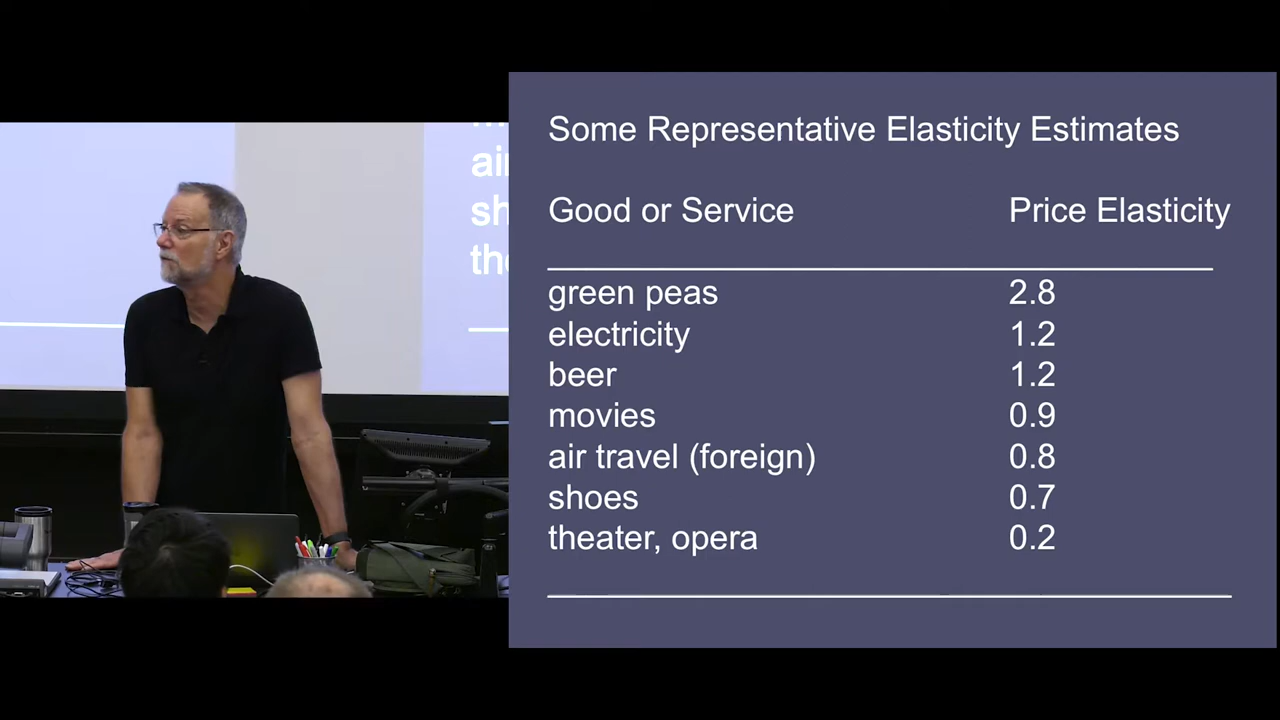 Some Representative Elasticity Estimates
Good or Service Price Elasticity
green peas 2.8
electricity 1.2
beer 1.2
movies 0.9
air travel (foreign) 0.8
shoes 0.7
theater, opera 0.2